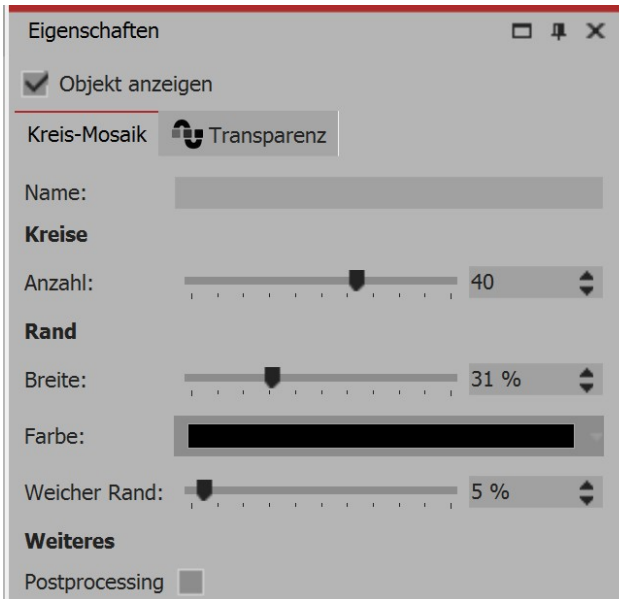 Eigenschaften
Objekt anzeigen
Kreis-Mosaik Transparenz
Name:
Kreise
Anzahl: 40
Rand
Breite: 31 %
Farbe:
Weicher Rand: 5 %
Weiteres
Postprocessing